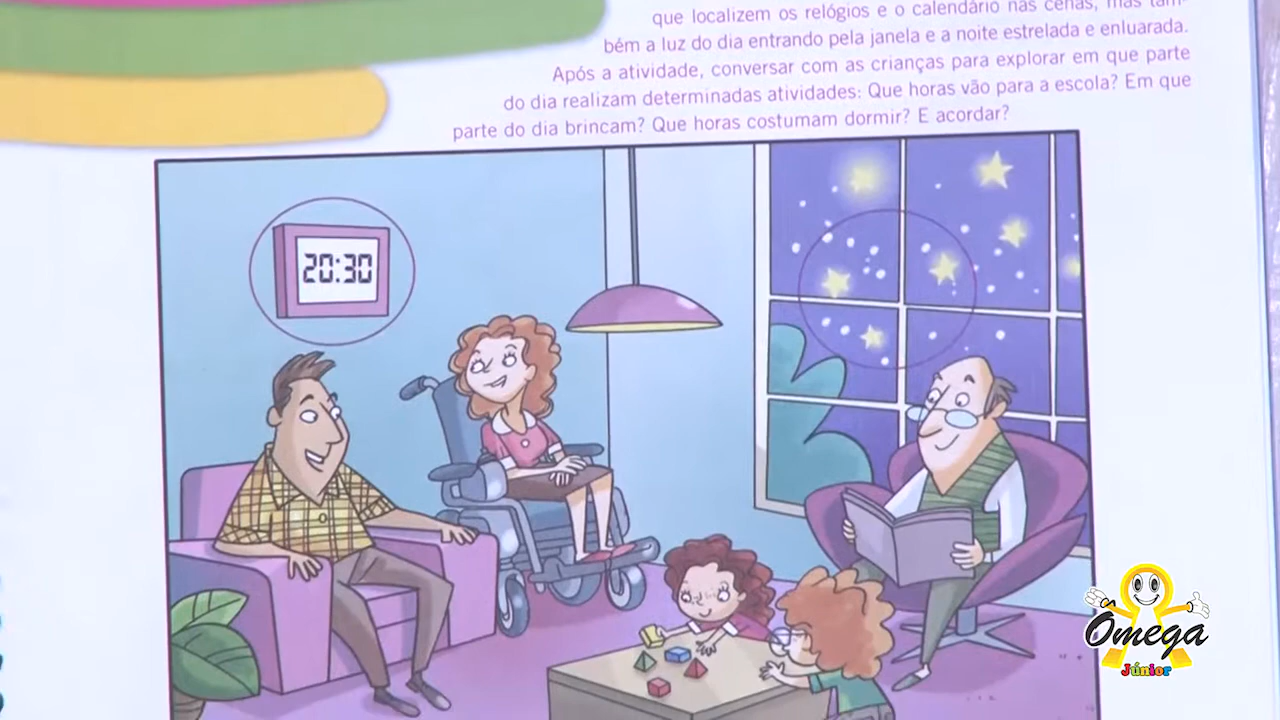 que localizem os relógios e o calendário nas cenas, mas tam-
bém a luz do dia entrando pela janela e a noite estrelada e enluarada.
Após a atividade, conversar com as crianças para explorar em que parte
do dia realizam determinadas atividades: Que horas vão para a escola? Em que
parte do dia brincam? Que horas costumam dormir? E acordar?
20:30
Ômega
Júnior